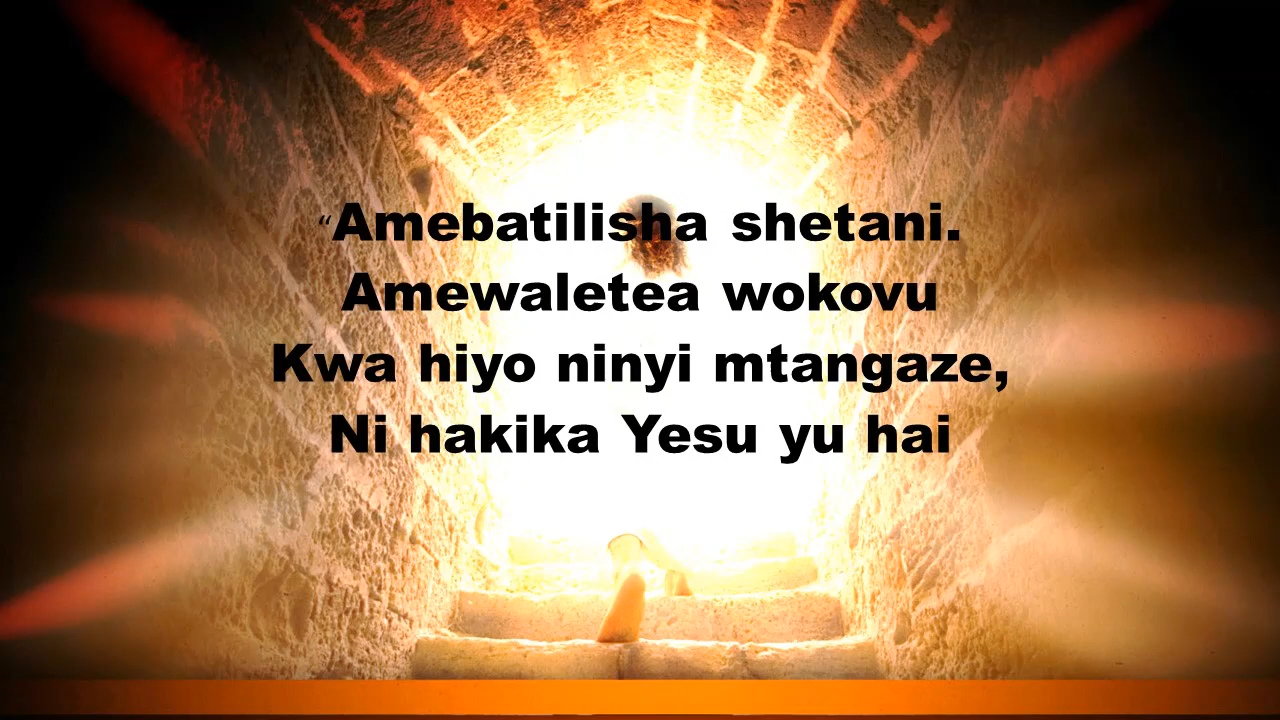 “Amebatilisha shetani.
Amewaletea wokovu
Kwa hiyo ninyi mtangaze,
Ni hakika Yesu yu hai